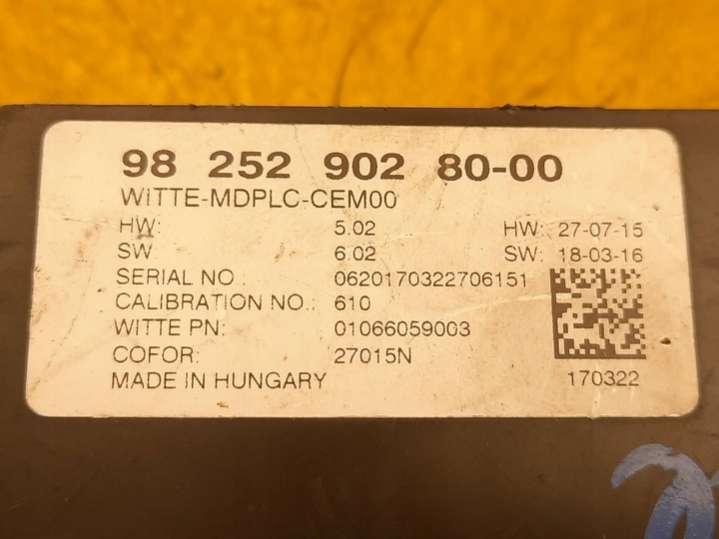 98 252 902 80-00
WITTE-MDPLC-CEM00
HW: 5.02 HW: 27-07-15
SW: 6.02 SW: 18-03-16
SERIAL NO.: 0620170322706151
CALIBRATION NO.: 610
WITTE PN: 01066059003
COFOR: 27015N
MADE IN HUNGARY 170322